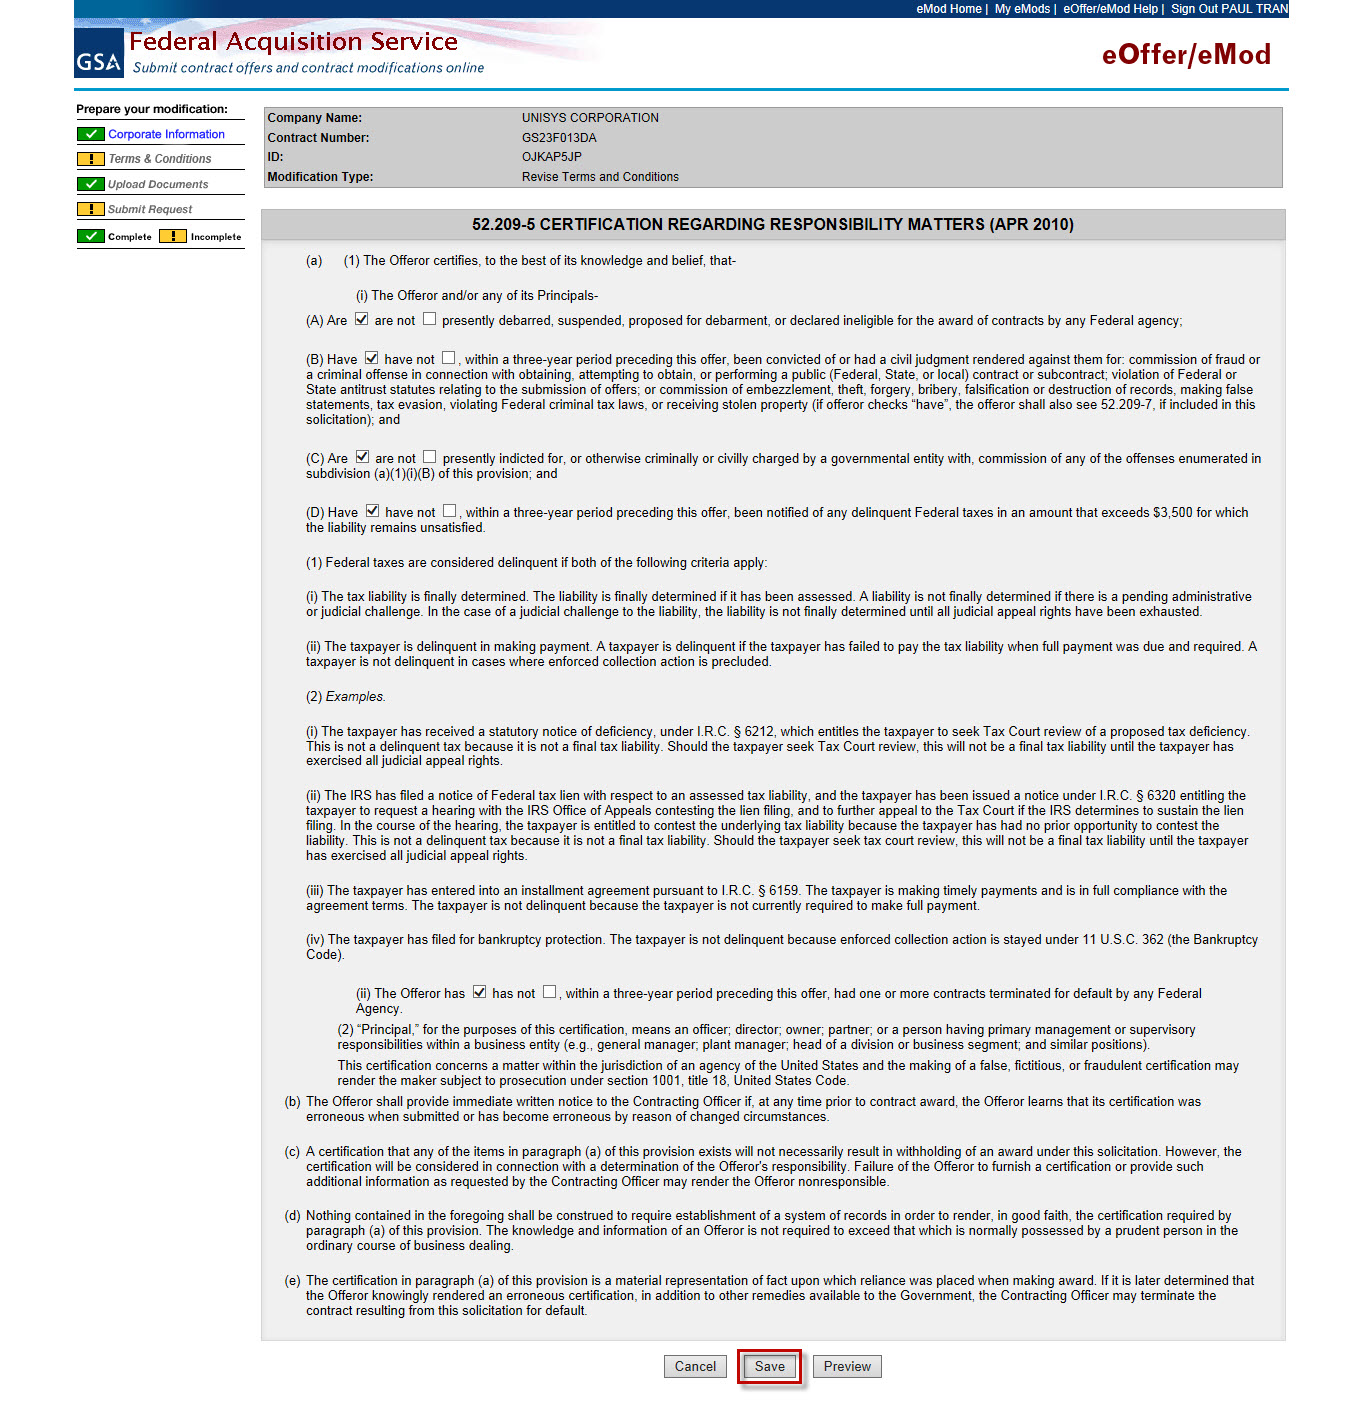 eMod Home | My eMods | eOffer/eMod Help | Sign Out PAUL TRAN
GSA
Federal Acquisition Service
Submit contract offers and contract modifications online
eOffer/eMod
Prepare your modification:
Corporate Information
! Terms & Conditions
Upload Documents
! Submit Request
Complete ! Incomplete
Company Name: UNISYS CORPORATION
Contract Number: GS23F013DA
ID: OJKAP5JP
Modification Type: Revise Terms and Conditions
52.209-5 CERTIFICATION REGARDING RESPONSIBILITY MATTERS (APR 2010)
(a) (1) The Offeror certifies, to the best of its knowledge and belief, that-
(i) The Offeror and/or any of its Principals-
(A) Are are not presently debarred, suspended, proposed for debarment, or declared ineligible for the award of contracts by any Federal agency;
(B) Have have not , within a three-year period preceding this offer, been convicted of or had a civil judgment rendered against them for: commission of fraud or
a criminal offense in connection with obtaining, attempting to obtain, or performing a public (Federal, State, or local) contract or subcontract; violation of Federal or
State antitrust statutes relating to the submission of offers; or commission of embezzlement, theft, forgery, bribery, falsification or destruction of records, making false
statements, tax evasion, violating Federal criminal tax laws, or receiving stolen property (if offeror checks “have”, the offeror shall also see 52.209-7, if included in this
solicitation); and
(C) Are are not presently indicted for, or otherwise criminally or civilly charged by a governmental entity with, commission of any of the offenses enumerated in
subdivision (a)(1)(i)(B) of this provision; and
(D) Have have not , within a three-year period preceding this offer, been notified of any delinquent Federal taxes in an amount that exceeds $3,500 for which
the liability remains unsatisfied.
(1) Federal taxes are considered delinquent if both of the following criteria apply:
(i) The tax liability is finally determined. The liability is finally determined if it has been assessed. A liability is not finally determined if there is a pending administrative
or judicial challenge. In the case of a judicial challenge to the liability, the liability is not finally determined until all judicial appeal rights have been exhausted.
(ii) The taxpayer is delinquent in making payment. A taxpayer is delinquent if the taxpayer has failed to pay the tax liability when full payment was due and required. A
taxpayer is not delinquent in cases where enforced collection action is precluded.
(2) Examples.
(i) The taxpayer has received a statutory notice of deficiency, under I.R.C. § 6212, which entitles the taxpayer to seek Tax Court review of a proposed tax deficiency.
This is not a delinquent tax because it is not a final tax liability. Should the taxpayer seek Tax Court review, this will not be a final tax liability until the taxpayer has
exercised all judicial appeal rights.
(ii) The IRS has filed a notice of Federal tax lien with respect to an assessed tax liability, and the taxpayer has been issued a notice under I.R.C. § 6320 entitling the
taxpayer to request a hearing with the IRS Office of Appeals contesting the lien filing, and to further appeal to the Tax Court if the IRS determines to sustain the lien
filing. In the course of the hearing, the taxpayer is entitled to contest the underlying tax liability because the taxpayer has had no prior opportunity to contest the
liability. This is not a delinquent tax because it is not a final tax liability. Should the taxpayer seek tax court review, this will not be a final tax liability until the taxpayer
has exercised all judicial appeal rights.
(iii) The taxpayer has entered into an installment agreement pursuant to I.R.C. § 6159. The taxpayer is making timely payments and is in full compliance with the
agreement terms. The taxpayer is not delinquent because the taxpayer is not currently required to make full payment.
(iv) The taxpayer has filed for bankruptcy protection. The taxpayer is not delinquent because enforced collection action is stayed under 11 U.S.C. 362 (the Bankruptcy
Code).
(ii) The Offeror has has not , within a three-year period preceding this offer, had one or more contracts terminated for default by any Federal
Agency.
(2) “Principal,” for the purposes of this certification, means an officer; director; owner; partner; or a person having primary management or supervisory
responsibilities within a business entity (e.g., general manager; plant manager; head of a division or business segment; and similar positions).
This certification concerns a matter within the jurisdiction of an agency of the United States and the making of a false, fictitious, or fraudulent certification may
render the maker subject to prosecution under section 1001, title 18, United States Code.
(b) The Offeror shall provide immediate written notice to the Contracting Officer if, at any time prior to contract award, the Offeror learns that its certification was
erroneous when submitted or has become erroneous by reason of changed circumstances.
(c) A certification that any of the items in paragraph (a) of this provision exists will not necessarily result in withholding of an award under this solicitation. However, the
certification will be considered in connection with a determination of the Offeror's responsibility. Failure of the Offeror to furnish a certification or provide such
additional information as requested by the Contracting Officer may render the Offeror nonresponsible.
(d) Nothing contained in the foregoing shall be construed to require establishment of a system of records in order to render, in good faith, the certification required by
paragraph (a) of this provision. The knowledge and information of an Offeror is not required to exceed that which is normally possessed by a prudent person in the
ordinary course of business dealing.
(e) The certification in paragraph (a) of this provision is a material representation of fact upon which reliance was placed when making award. If it is later determined that
the Offeror knowingly rendered an erroneous certification, in addition to other remedies available to the Government, the Contracting Officer may terminate the
contract resulting from this solicitation for default.
Cancel Save Preview